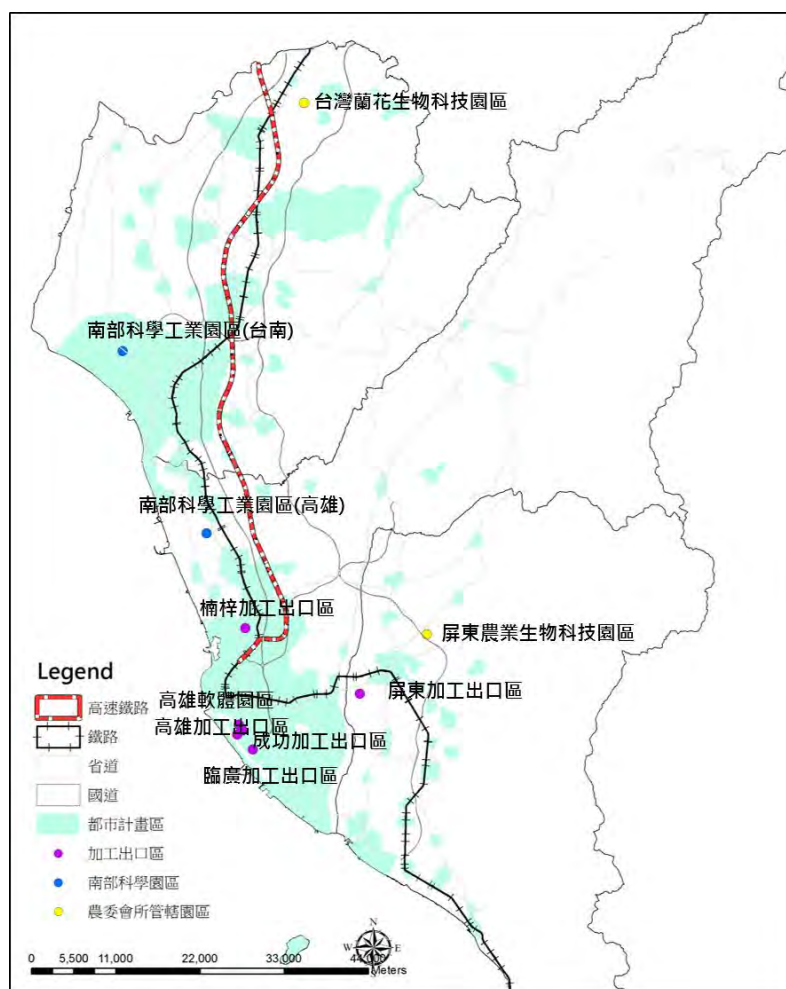 台灣蘭花生物科技園區
南部科學工業園區(台南)
南部科學工業園區(高雄)
楠梓加工出口區
屏東農業生物科技園區
屏東加工出口區
高雄軟體園區
高雄加工出口區
成功加工出口區
臨廣加工出口區
Legend
高速鐵路
鐵路
省道
國道
都市計畫區
加工出口區
南部科學園區
農委會所管轄園區
N
W E
S
0 5,500 11,000 22,000 33,000 44,000
Meters